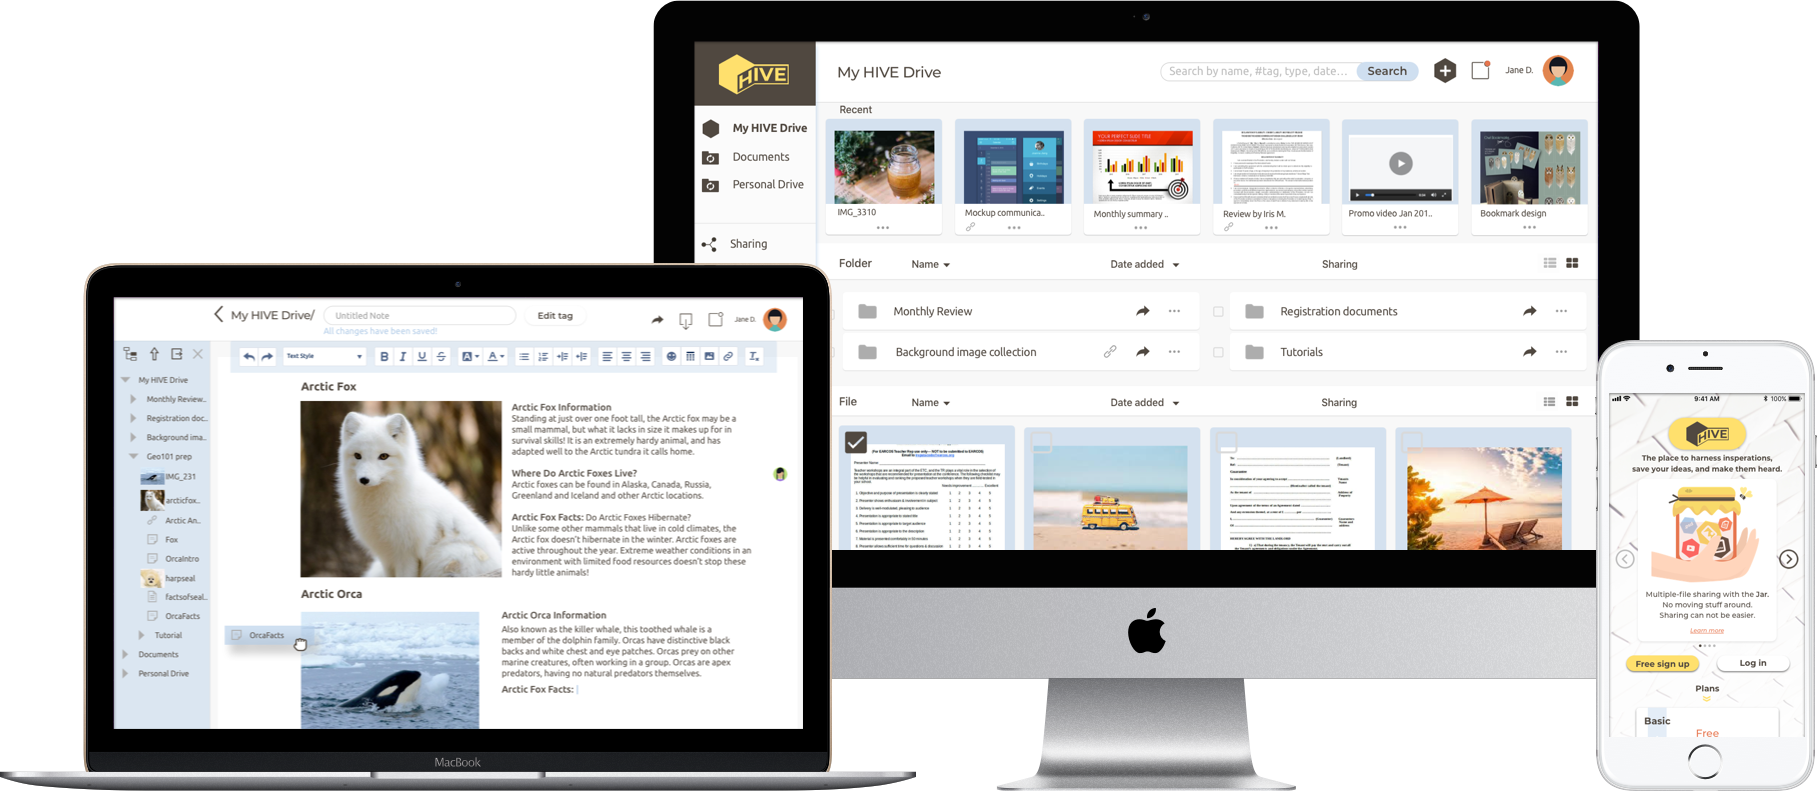 HIVE
My HIVE Drive
Search by name, #tag, type, date...
Search
Jane D.
My HIVE Drive
Documents
Personal Drive
Sharing
Recent
IMG_3310
Mockup communica..
YOUR PERFECT SLIDE TITLE
Monthly summary ..
Review by Iris M.
Promo video Jan 201..
Bookmark design
Folder
Name
Date added
Sharing
Monthly Review
Registration documents
Background image collection
Tutorials
File
Name
Date added
Sharing
My HIVE Drive/
Untitled Note
Edit tag
Jane D.
All changes have been saved!
Text Style
B I U S
My HIVE Drive
Monthly Review..
Registration doc..
Background ima..
Geo101 prep
IMG_231
arcticfox..
Arctic An..
Fox
OrcaIntro
harpseal
factsofseal..
OrcaFacts
Tutorial
Documents
Personal Drive
OrcaFacts
Arctic Fox
Arctic Fox Information
Standing at just over one foot tall, the Arctic fox may be a
small mammal, but what it lacks in size it makes up for in
survival skills! It is an extremely hardy animal, and has
adapted well to the Arctic tundra it calls home.
Where Do Arctic Foxes Live?
Arctic foxes can be found in Alaska, Canada, Russia,
Greenland and Iceland and other Arctic locations.
Arctic Fox Facts: Do Arctic Foxes Hibernate?
Unlike some other mammals that live in cold climates, the
Arctic fox doesn't hibernate in the winter. Arctic foxes are
active throughout the year. Extreme weather conditions in an
environment with limited food resources doesn't stop these
hardy little animals!
Arctic Orca
Arctic Orca Information
Also known as the killer whale, this toothed whale is a
member of the dolphin family. Orcas have distinctive black
backs and white chest and eye patches. Orcas prey on other
marine creatures, often working in a group. Orcas are apex
predators, having no natural predators themselves.
Arctic Fox Facts:
MacBook
9:41 AM
100%
HIVE
The place to harness insperations,
save your ideas, and make them heard.
Multiple-file sharing with the Jar.
No moving stuff around.
Sharing can not be easier.
Learn more
Free sign up
Log in
Plans
Basic
Free